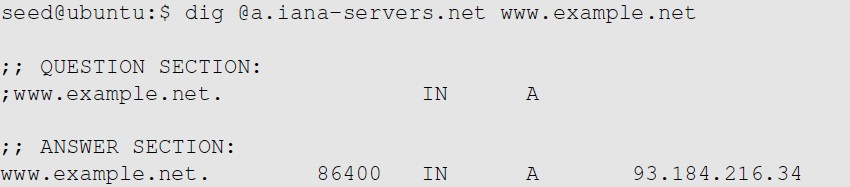 seed@ubuntu:$ dig @a.iana-servers.net www.example.net
;; QUESTION SECTION:
;www.example.net. IN A
;; ANSWER SECTION:
www.example.net. 86400 IN A 93.184.216.34